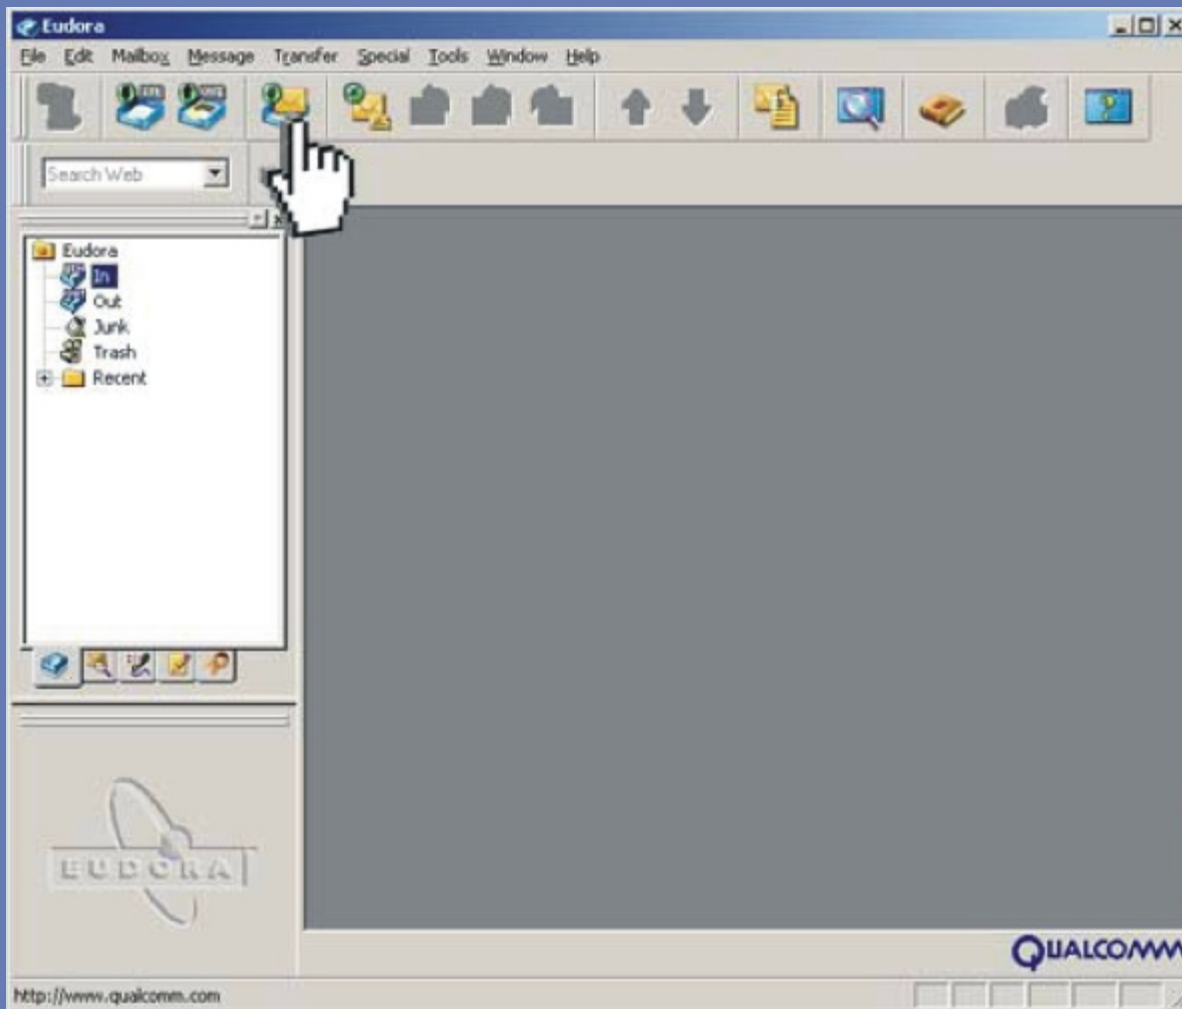 Eudora
File Edit Mailbox Message Transfer Special Tools Window Help
Search Web
Eudora
In
Out
Junk
Trash
Recent
EUDORA
QUALCOMM
http://www.qualcomm.com